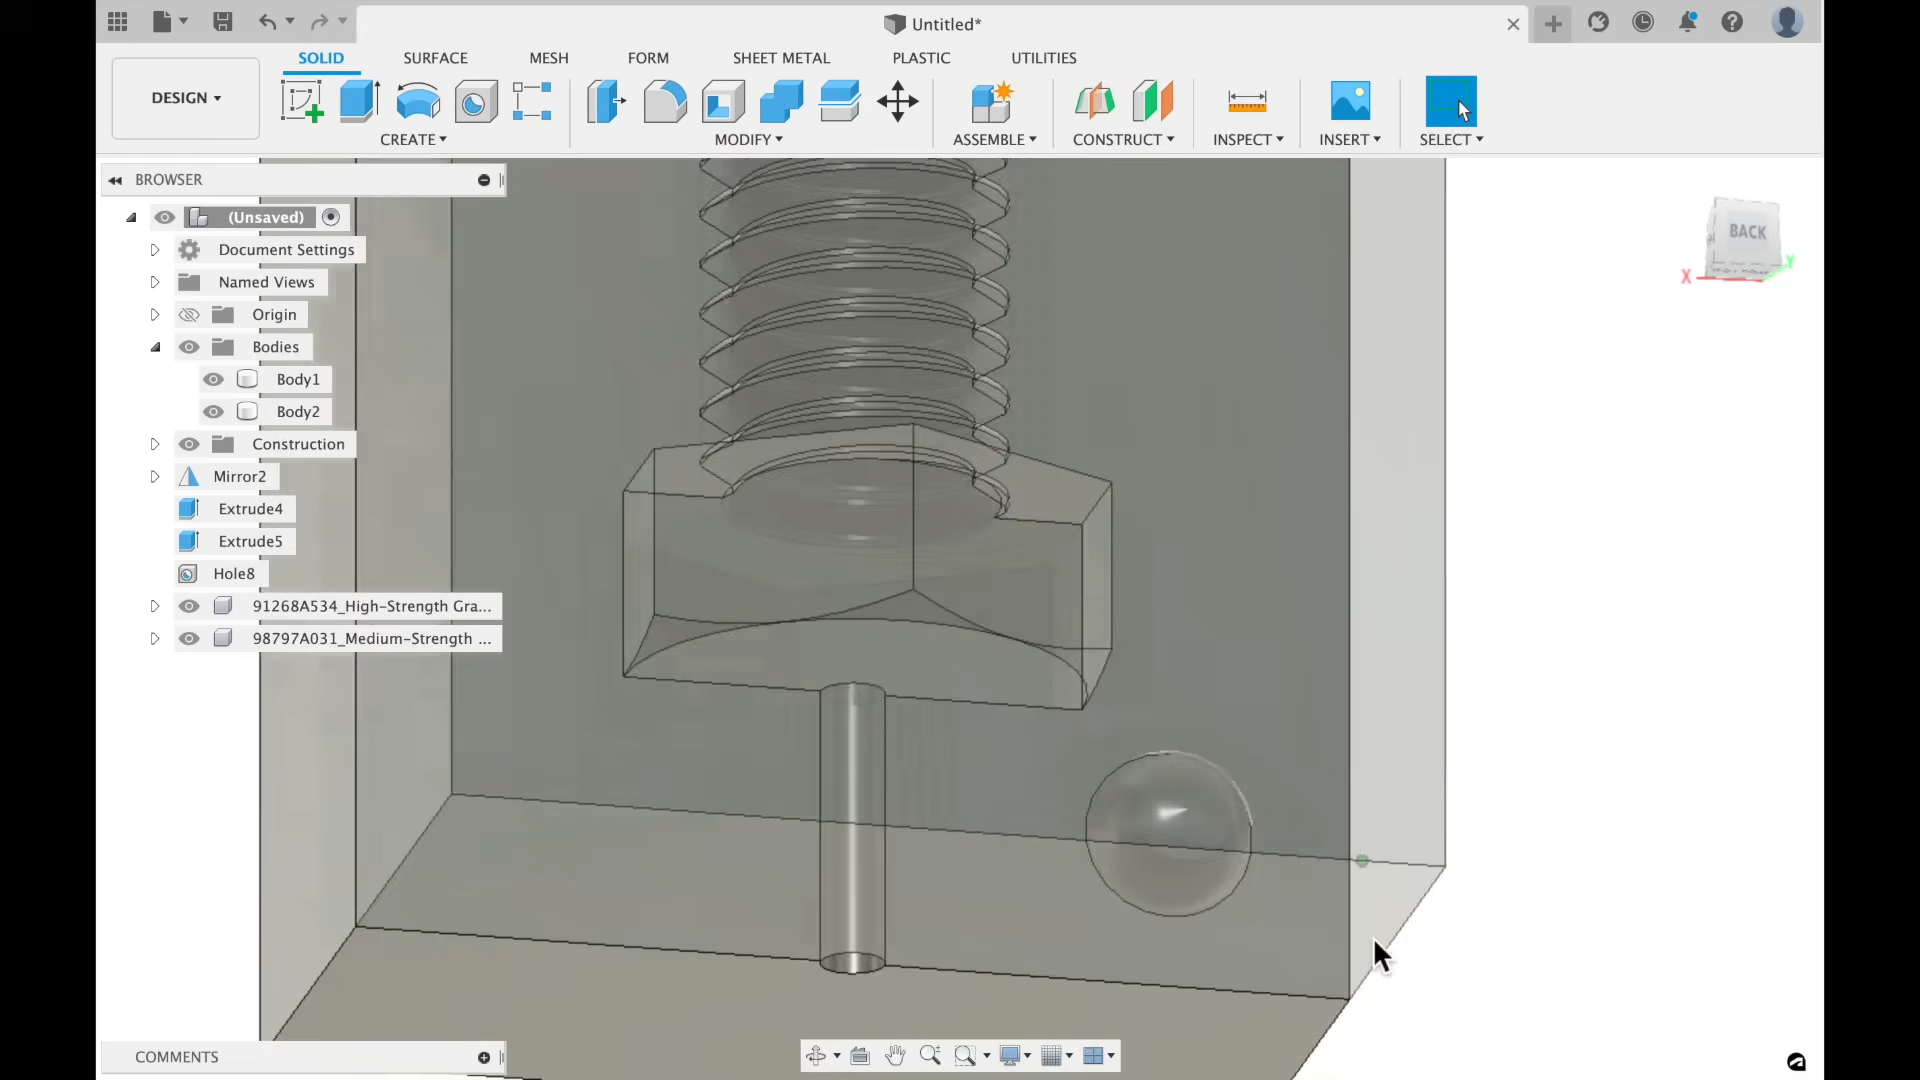 Untitled*
SOLID SURFACE MESH FORM SHEET METAL PLASTIC UTILITIES
DESIGN
CREATE MODIFY ASSEMBLE CONSTRUCT INSPECT INSERT SELECT
BROWSER
(Unsaved)
Document Settings
Named Views
Origin
Bodies
Body1
Body2
Construction
Mirror2
Extrude4
Extrude5
Hole8
91268A534_High-Strength Gra...
98797A031_Medium-Strength ...
BACK
X
Y
COMMENTS